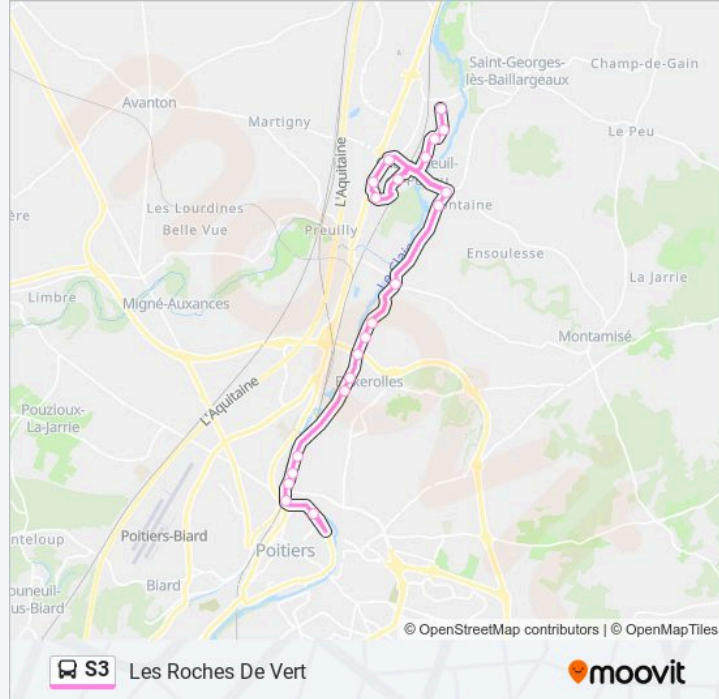 Saint-Georges-
lès-Baillargeaux
Champ-de-Gain
Avanton
Martigny
Le Peu
L'Aquitaine
Les Lourdines
Belle Vue
Preuilly
Ensoulesse
La Jarrie
Le Clain
Limbre
Migné-Auxances
Montamisé
L'Aquitaine
Pouzioux-
La-Jarrie
Poitiers-Biard
Poitiers
Biard
© OpenStreetMap contributors | © OpenMapTiles
S3 Les Roches De Vert
moovit